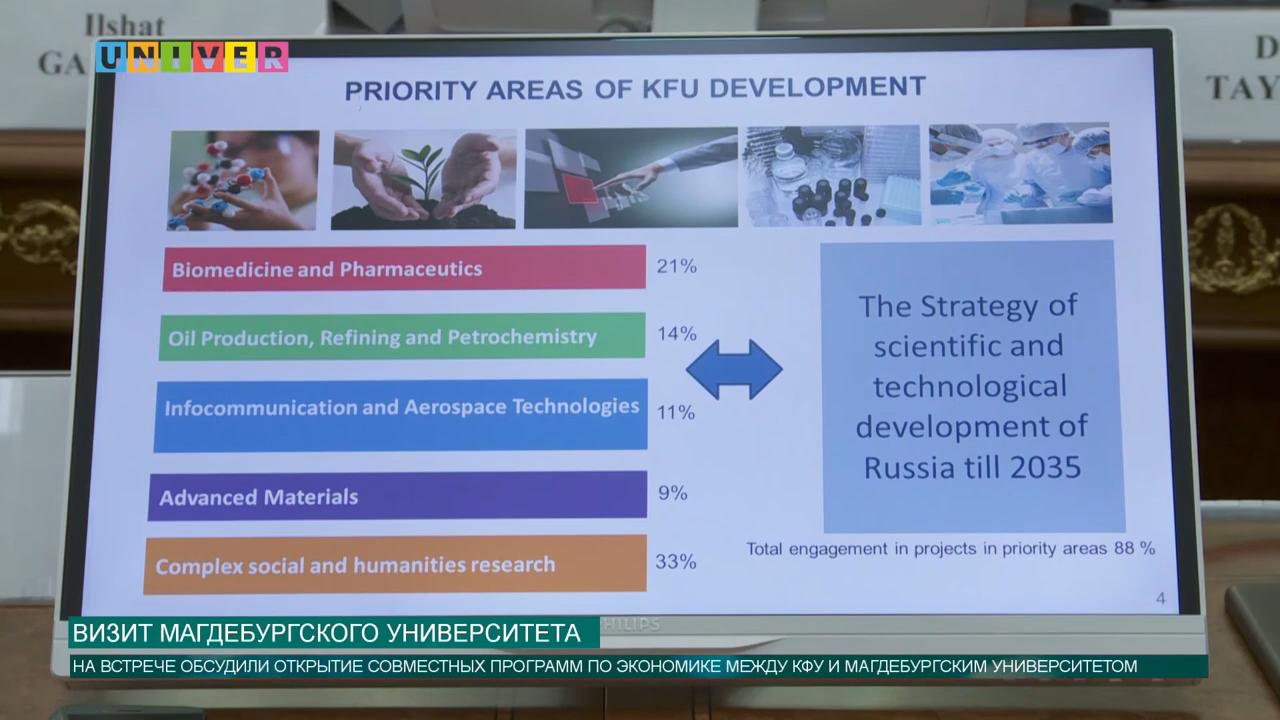 Ilshat
GA
UNIVER
D
TAY
PRIORITY AREAS OF KFU DEVELOPMENT
Biomedicine and Pharmaceutics 21%
Oil Production, Refining and Petrochemistry 14%
Infocommunication and Aerospace Technologies 11%
Advanced Materials 9%
Complex social and humanities research 33%
The Strategy of
scientific and
technological
development of
Russia till 2035
Total engagement in projects in priority areas 88 %
4
PHILIPS
ВИЗИТ МАГДЕБУРГСКОГО УНИВЕРСИТЕТА
НА ВСТРЕЧЕ ОБСУДИЛИ ОТКРЫТИЕ СОВМЕСТНЫХ ПРОГРАММ ПО ЭКОНОМИКЕ МЕЖДУ КФУ И МАГДЕБУРГСКИМ УНИВЕРСИТЕТОМ